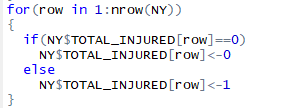 for(row in 1:nrow(NY))
{
if(NY$TOTAL_INJURED[row]==0)
NY$TOTAL_INJURED[row]<-0
else
NY$TOTAL_INJURED[row]<-1
}